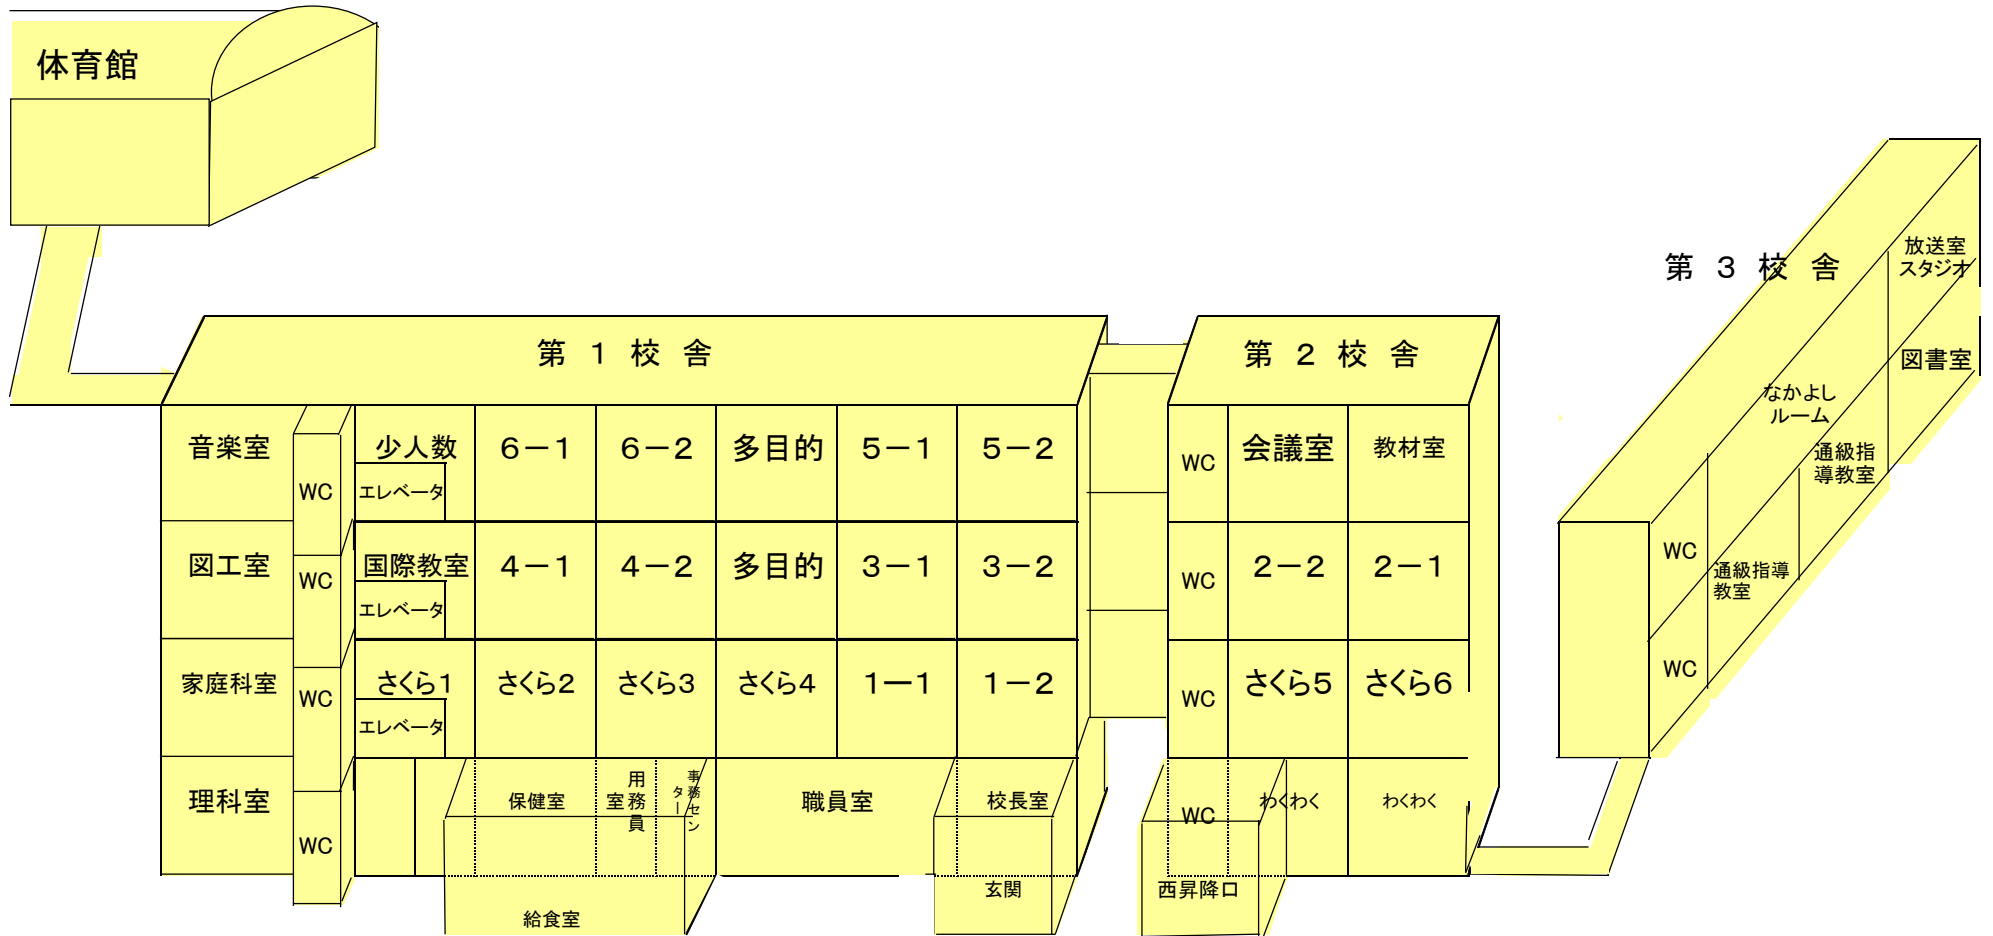 体育館
第 3 校 舎
放送室
スタジオ
図書室
なかよし
ルーム
通級指
導教室
WC
通級指導
教室
WC
第 1 校 舎
第 2 校 舎
音楽室
WC
少人数
エレベータ
6－1
6－2
多目的
5－1
5－2
WC
会議室
教材室
図工室
WC
国際教室
エレベータ
4－1
4－2
多目的
3－1
3－2
WC
2－2
2－1
家庭科室
WC
さくら1
エレベータ
さくら2
さくら3
さくら4
1ー1
1－2
WC
さくら5
さくら6
理科室
WC
保健室
用務員
室
事務セン
ター
職員室
校長室
WC
わくわく
わくわく
給食室
玄関
西昇降口